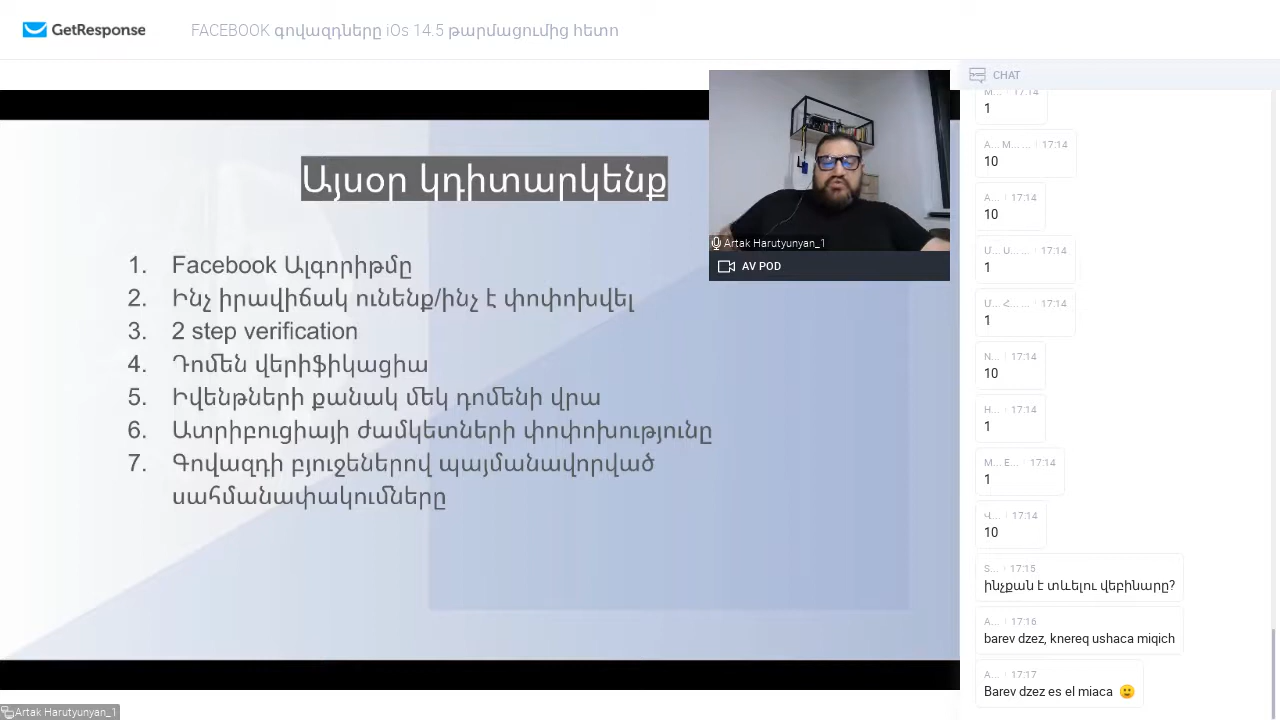 GetResponse
FACEBOOK գովազդները iOs 14.5 թարմացումից հետո
Այսօր կդիտարկենք
1. Facebook Ալգորիթմը
2. Ինչ իրավիճակ ունենք/ինչ է փոփոխվել
3. 2 step verification
4. Դոմեն վերիֆիկացիա
5. Իվենթների քանակ մեկ դոմենի վրա
6. Ատրիբուցիայի ժամկետների փոփոխությունը
7. Գովազդի բյուջեներով պայմանավորված
սահմանափակումները
Artak Harutyunyan_1
AV POD
Artak Harutyunyan_1
CHAT
M... 17:14
1
A... M... ... 17:14
10
A... 17:14
10
Մ... Ս... ... 17:14
1
Մ... Հ... ... 17:14
1
N... 17:14
10
H... 17:14
1
M... E... 17:14
1
Վ... 17:14
10
S... 17:15
ինչքան է տևելու վեբինարը?
A... 17:16
barev dzez, knereq ushaca miqich
A... 17:17
Barev dzez es el miaca 🙂